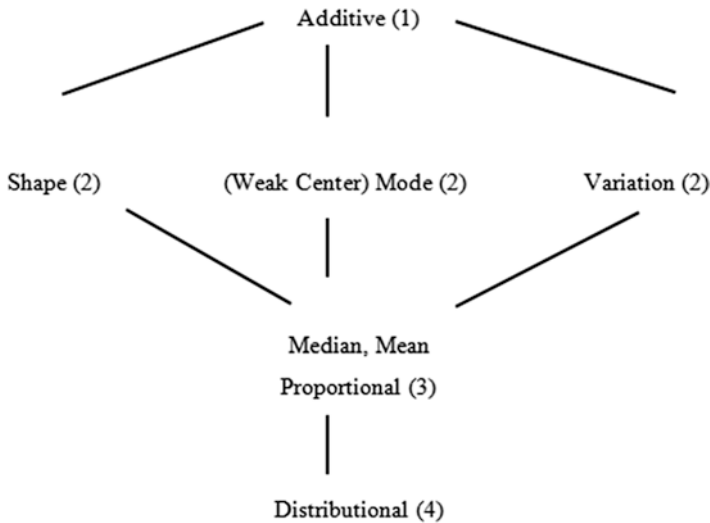 Additive (1)
Shape (2)
(Weak Center) Mode (2)
Variation (2)
Median, Mean
Proportional (3)
Distributional (4)